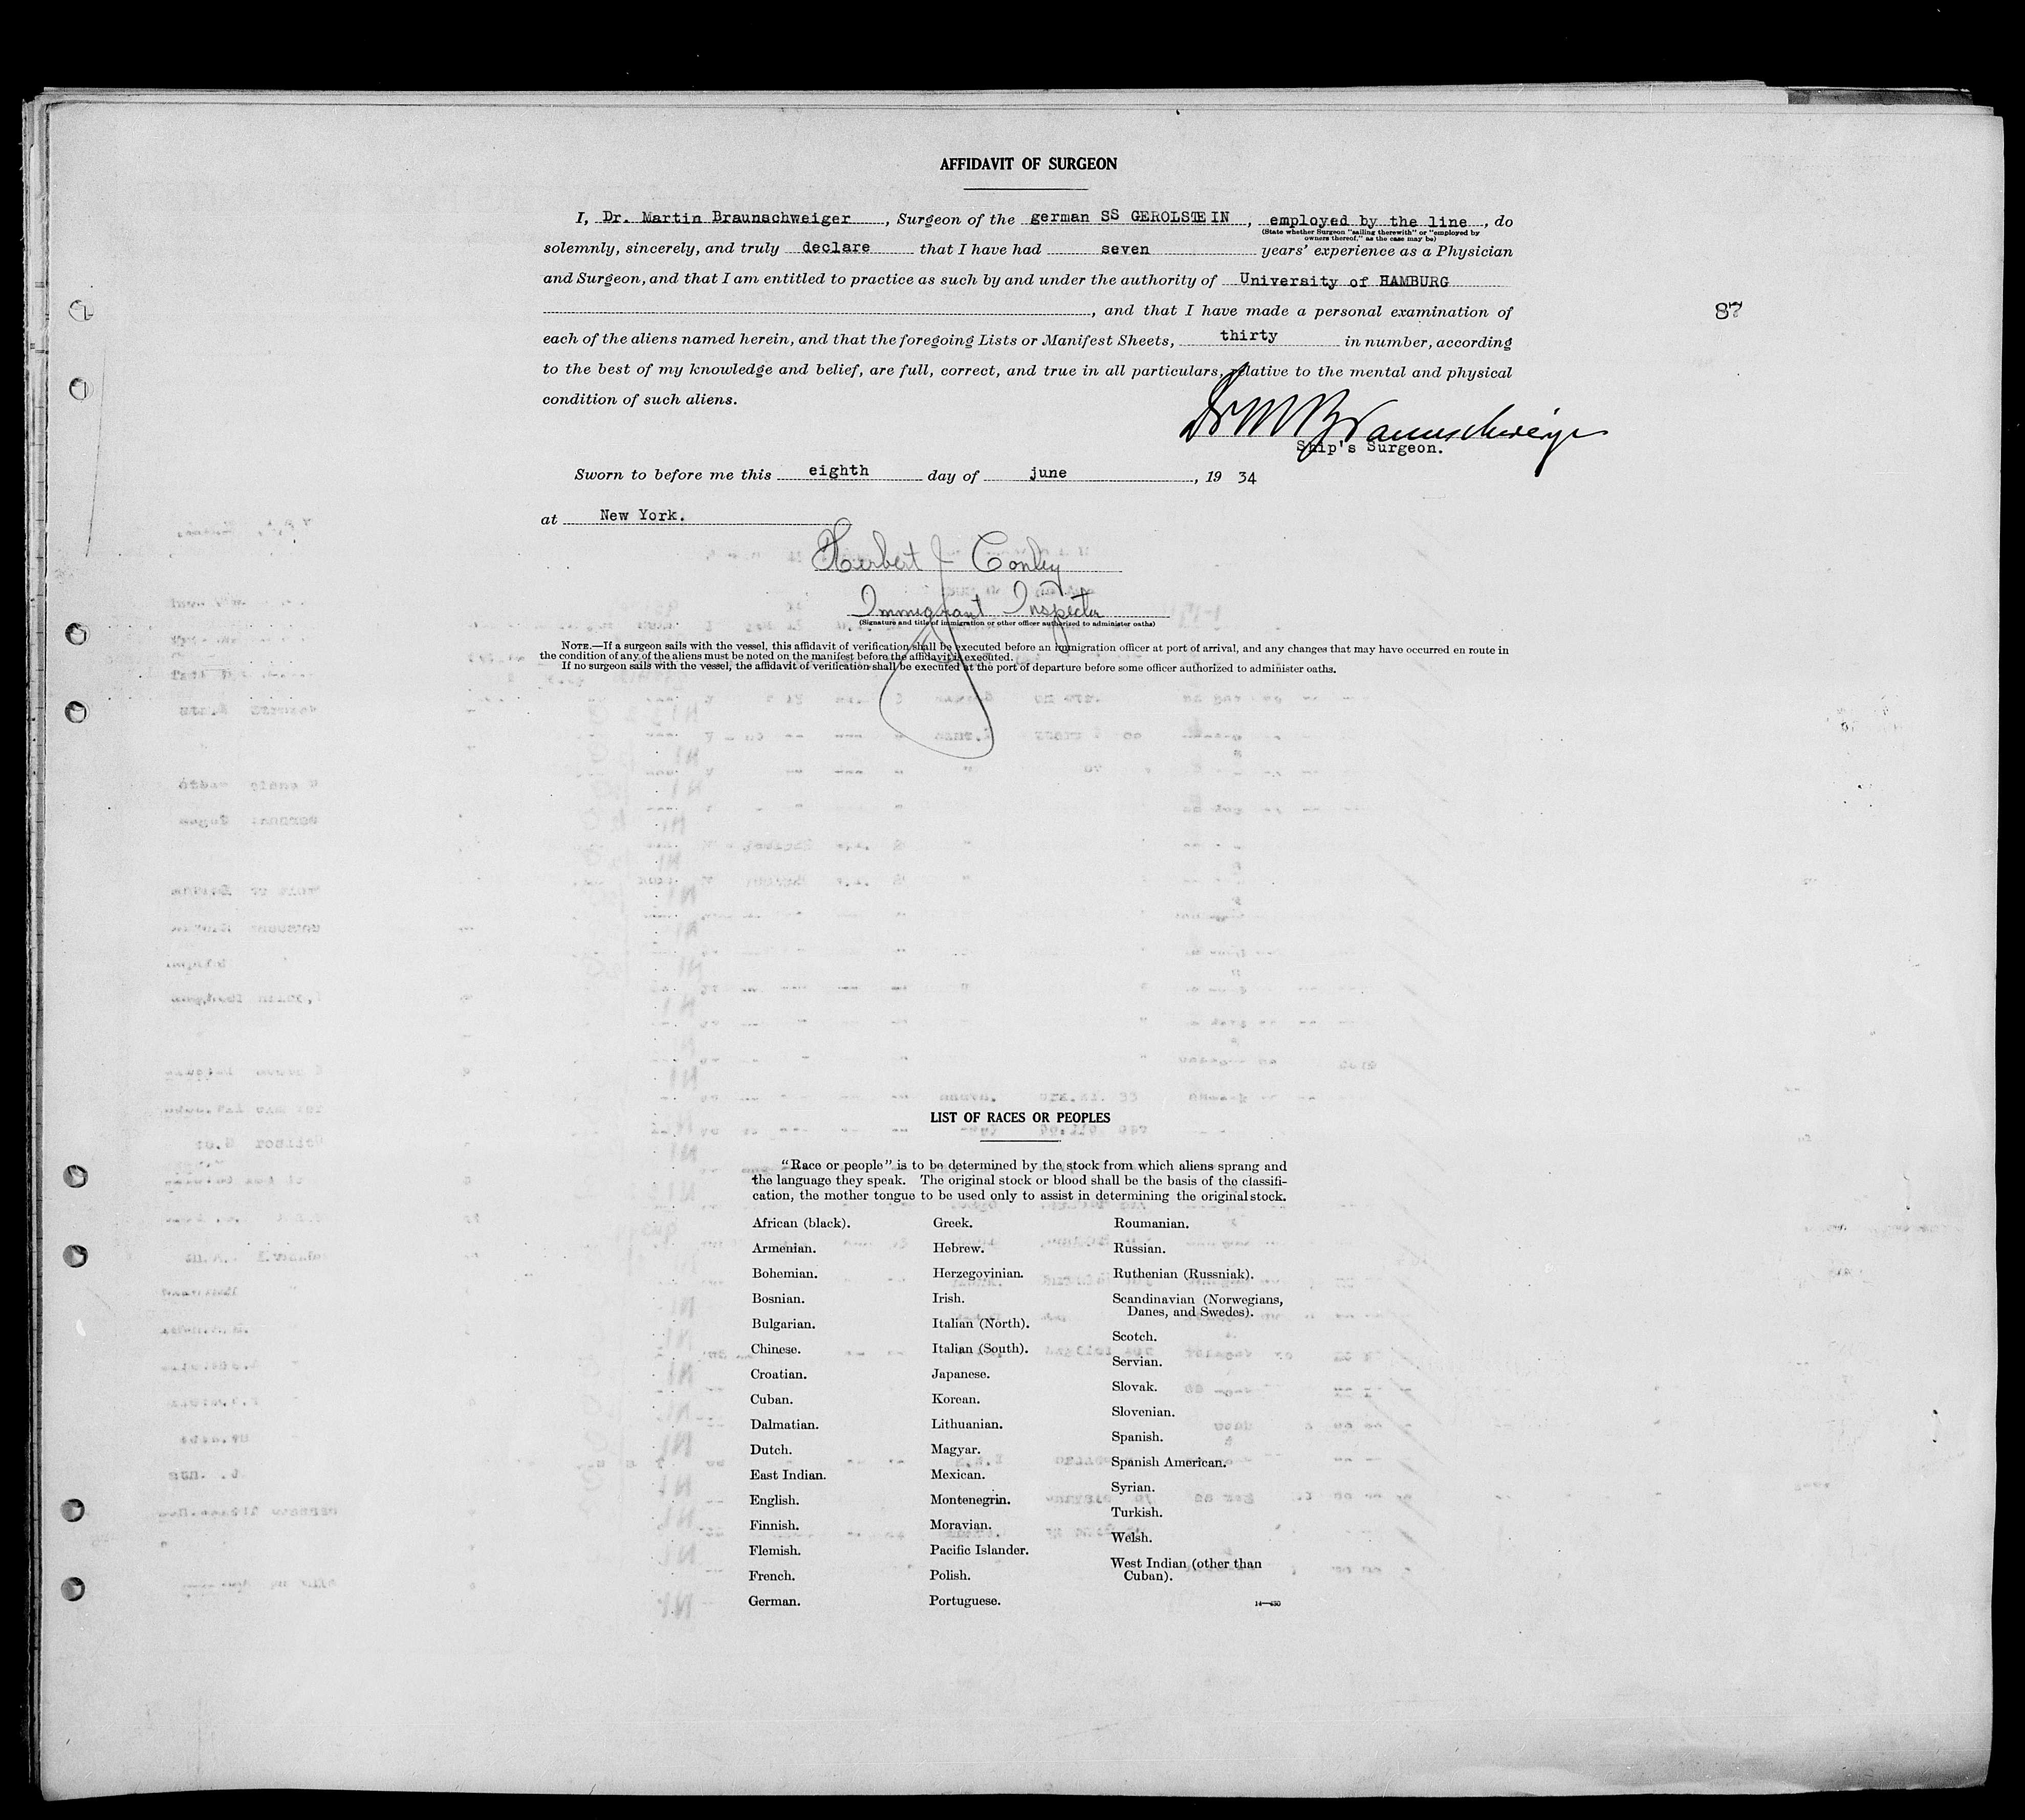 AFFIDAVIT OF SURGEON
I, Dr. Martin Braunschweiger, Surgeon of the german SS GEROLSTEIN, employed by the line, do
(State whether Surgeon "sailing therewith" or "employed by
owners thereof," as the case may be)
solemnly, sincerely, and truly declare that I have had seven years' experience as a Physician
and Surgeon, and that I am entitled to practice as such by and under the authority of University of HAMBURG
, and that I have made a personal examination of
87
each of the aliens named herein, and that the foregoing Lists or Manifest Sheets, thirty in number, according
to the best of my knowledge and belief, are full, correct, and true in all particulars, relative to the mental and physical
condition of such aliens.
Dr M Braunschweiger
Ship's Surgeon.
Sworn to before me this eighth day of june, 19 34
at New York.
Herbert J Conley
Immigrant Inspector
(Signature and title of immigration or other officer authorized to administer oaths)
NOTE.—If a surgeon sails with the vessel, this affidavit of verification shall be executed before an immigration officer at port of arrival, and any changes that may have occurred en route in
the condition of any of the aliens must be noted on the manifest before the affidavit is executed.
If no surgeon sails with the vessel, the affidavit of verification shall be executed at the port of departure before some officer authorized to administer oaths.
LIST OF RACES OR PEOPLES
"Race or people" is to be determined by the stock from which aliens sprang and
the language they speak. The original stock or blood shall be the basis of the classifi-
cation, the mother tongue to be used only to assist in determining the original stock.
African (black).
Armenian.
Bohemian.
Bosnian.
Bulgarian.
Chinese.
Croatian.
Cuban.
Dalmatian.
Dutch.
East Indian.
English.
Finnish.
Flemish.
French.
German.
Greek.
Hebrew.
Herzegovinian.
Irish.
Italian (North).
Italian (South).
Japanese.
Korean.
Lithuanian.
Magyar.
Mexican.
Montenegrin.
Moravian.
Pacific Islander.
Polish.
Portuguese.
Roumanian.
Russian.
Ruthenian (Russniak).
Scandinavian (Norwegians,
Danes, and Swedes).
Scotch.
Servian.
Slovak.
Slovenian.
Spanish.
Spanish American.
Syrian.
Turkish.
Welsh.
West Indian (other than
Cuban).